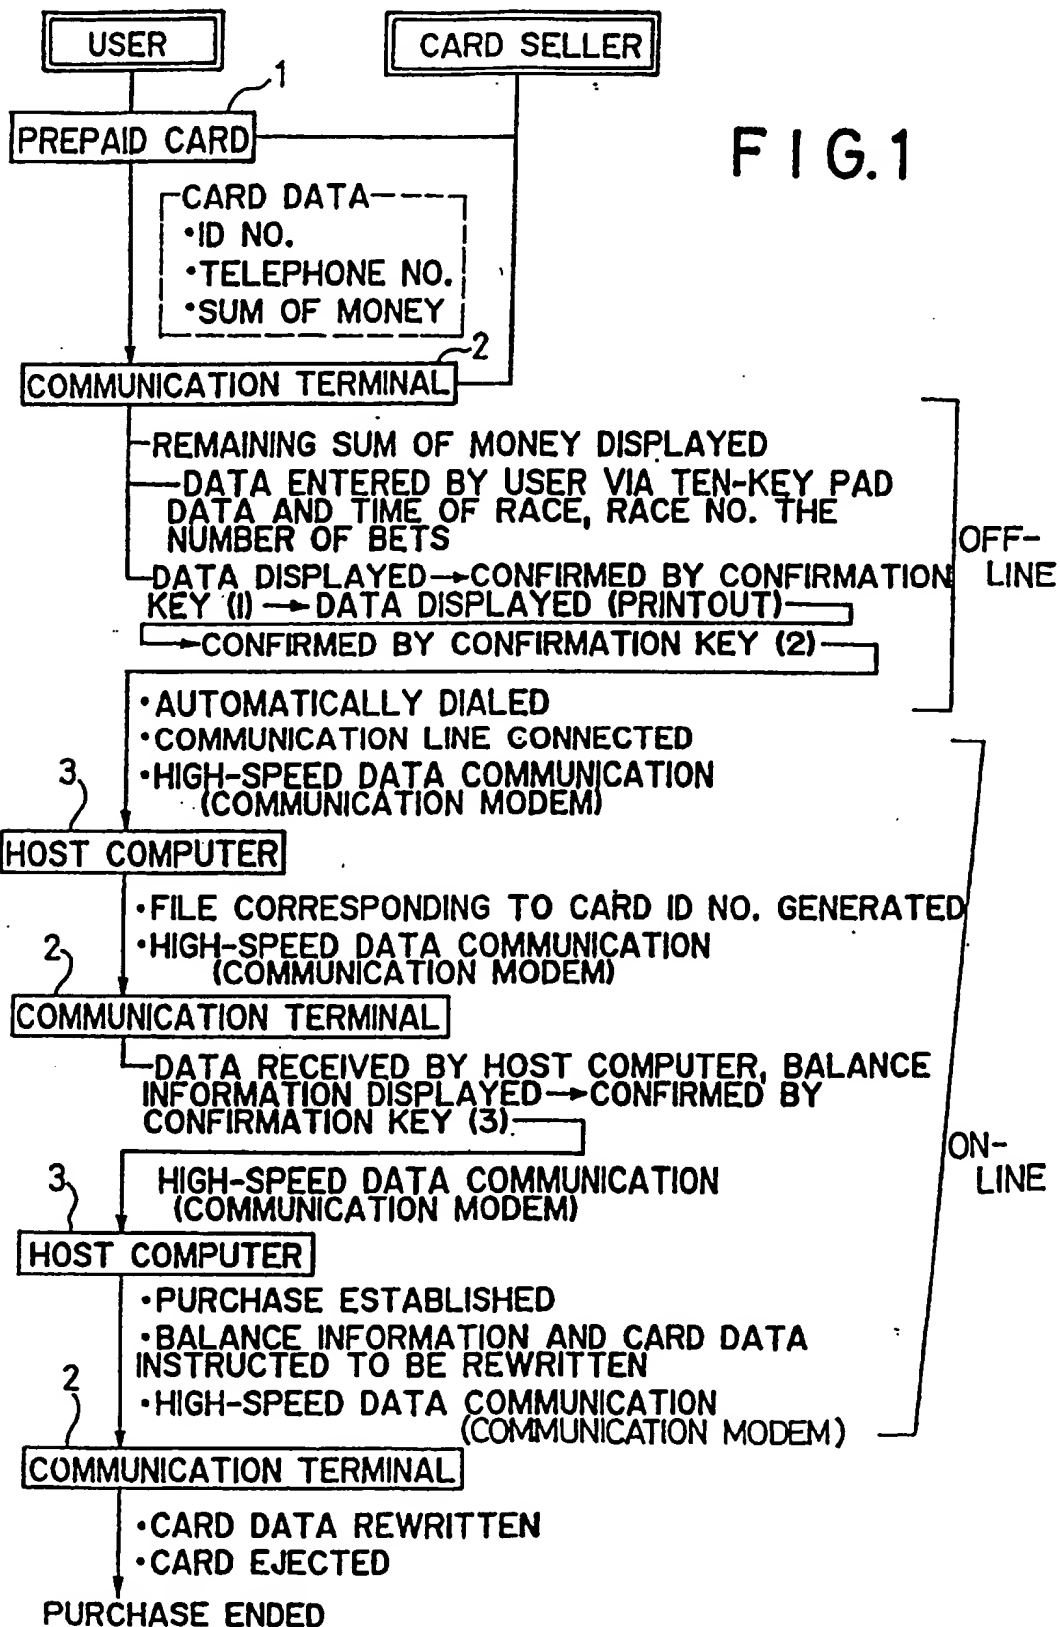 USER
CARD SELLER
1
PREPAID CARD
FIG.1
CARD DATA
·ID NO.
·TELEPHONE NO.
·SUM OF MONEY
2
COMMUNICATION TERMINAL
REMAINING SUM OF MONEY DISPLAYED
DATA ENTERED BY USER VIA TEN-KEY PAD
DATA AND TIME OF RACE, RACE NO. THE
NUMBER OF BETS
OFF-
LINE
DATA DISPLAYED→CONFIRMED BY CONFIRMATION
KEY (1)→DATA DISPLAYED (PRINTOUT)
→CONFIRMED BY CONFIRMATION KEY (2)
·AUTOMATICALLY DIALED
·COMMUNICATION LINE CONNECTED
·HIGH-SPEED DATA COMMUNICATION
(COMMUNICATION MODEM)
3
HOST COMPUTER
·FILE CORRESPONDING TO CARD ID NO. GENERATED
·HIGH-SPEED DATA COMMUNICATION
(COMMUNICATION MODEM)
2
COMMUNICATION TERMINAL
DATA RECEIVED BY HOST COMPUTER, BALANCE
INFORMATION DISPLAYED→CONFIRMED BY
CONFIRMATION KEY (3)
ON-
LINE
HIGH-SPEED DATA COMMUNICATION
(COMMUNICATION MODEM)
3
HOST COMPUTER
·PURCHASE ESTABLISHED
·BALANCE INFORMATION AND CARD DATA
INSTRUCTED TO BE REWRITTEN
·HIGH-SPEED DATA COMMUNICATION
(COMMUNICATION MODEM)
2
COMMUNICATION TERMINAL
·CARD DATA REWRITTEN
·CARD EJECTED
PURCHASE ENDED